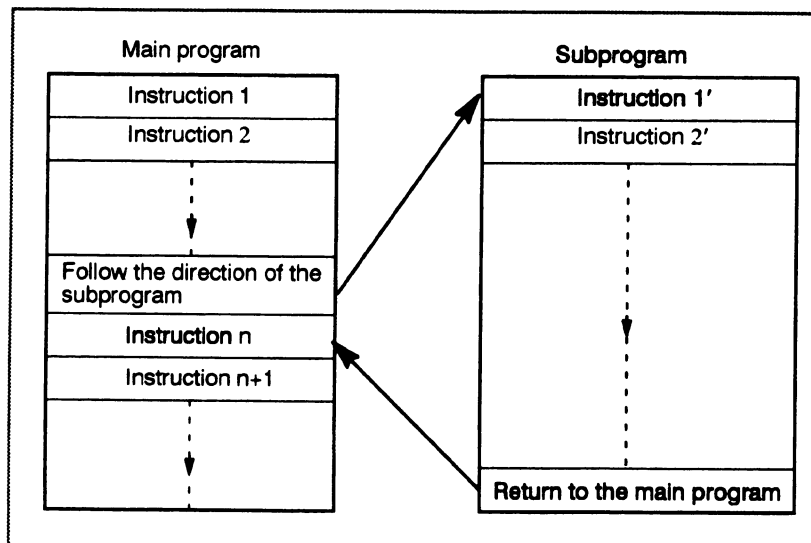 Main program
Instruction 1
Instruction 2
Follow the direction of the
subprogram
Instruction n
Instruction n+1
Subprogram
Instruction 1′
Instruction 2′
Return to the main program